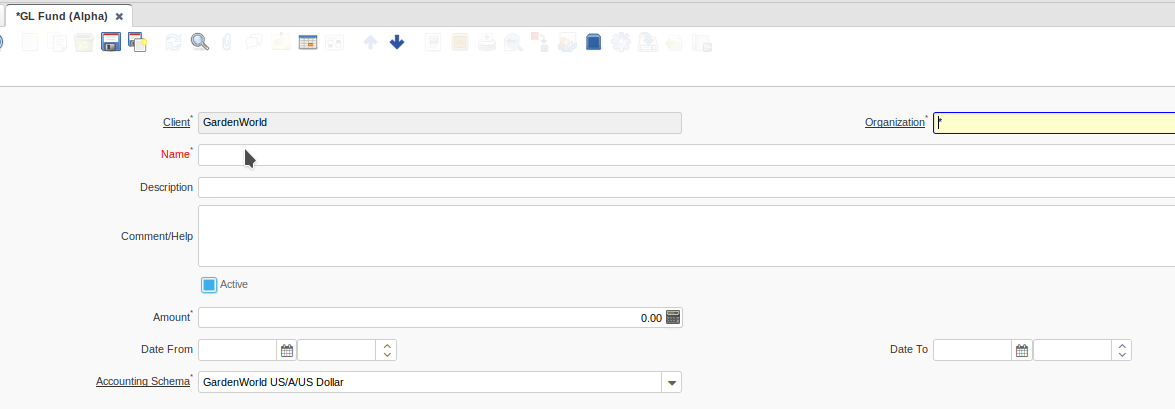 *GL Fund (Alpha) ×
Client* GardenWorld Organization* *
Name*
Description
Comment/Help
Active
Amount* 0.00
Date From Date To
Accounting Schema* GardenWorld US/A/US Dollar